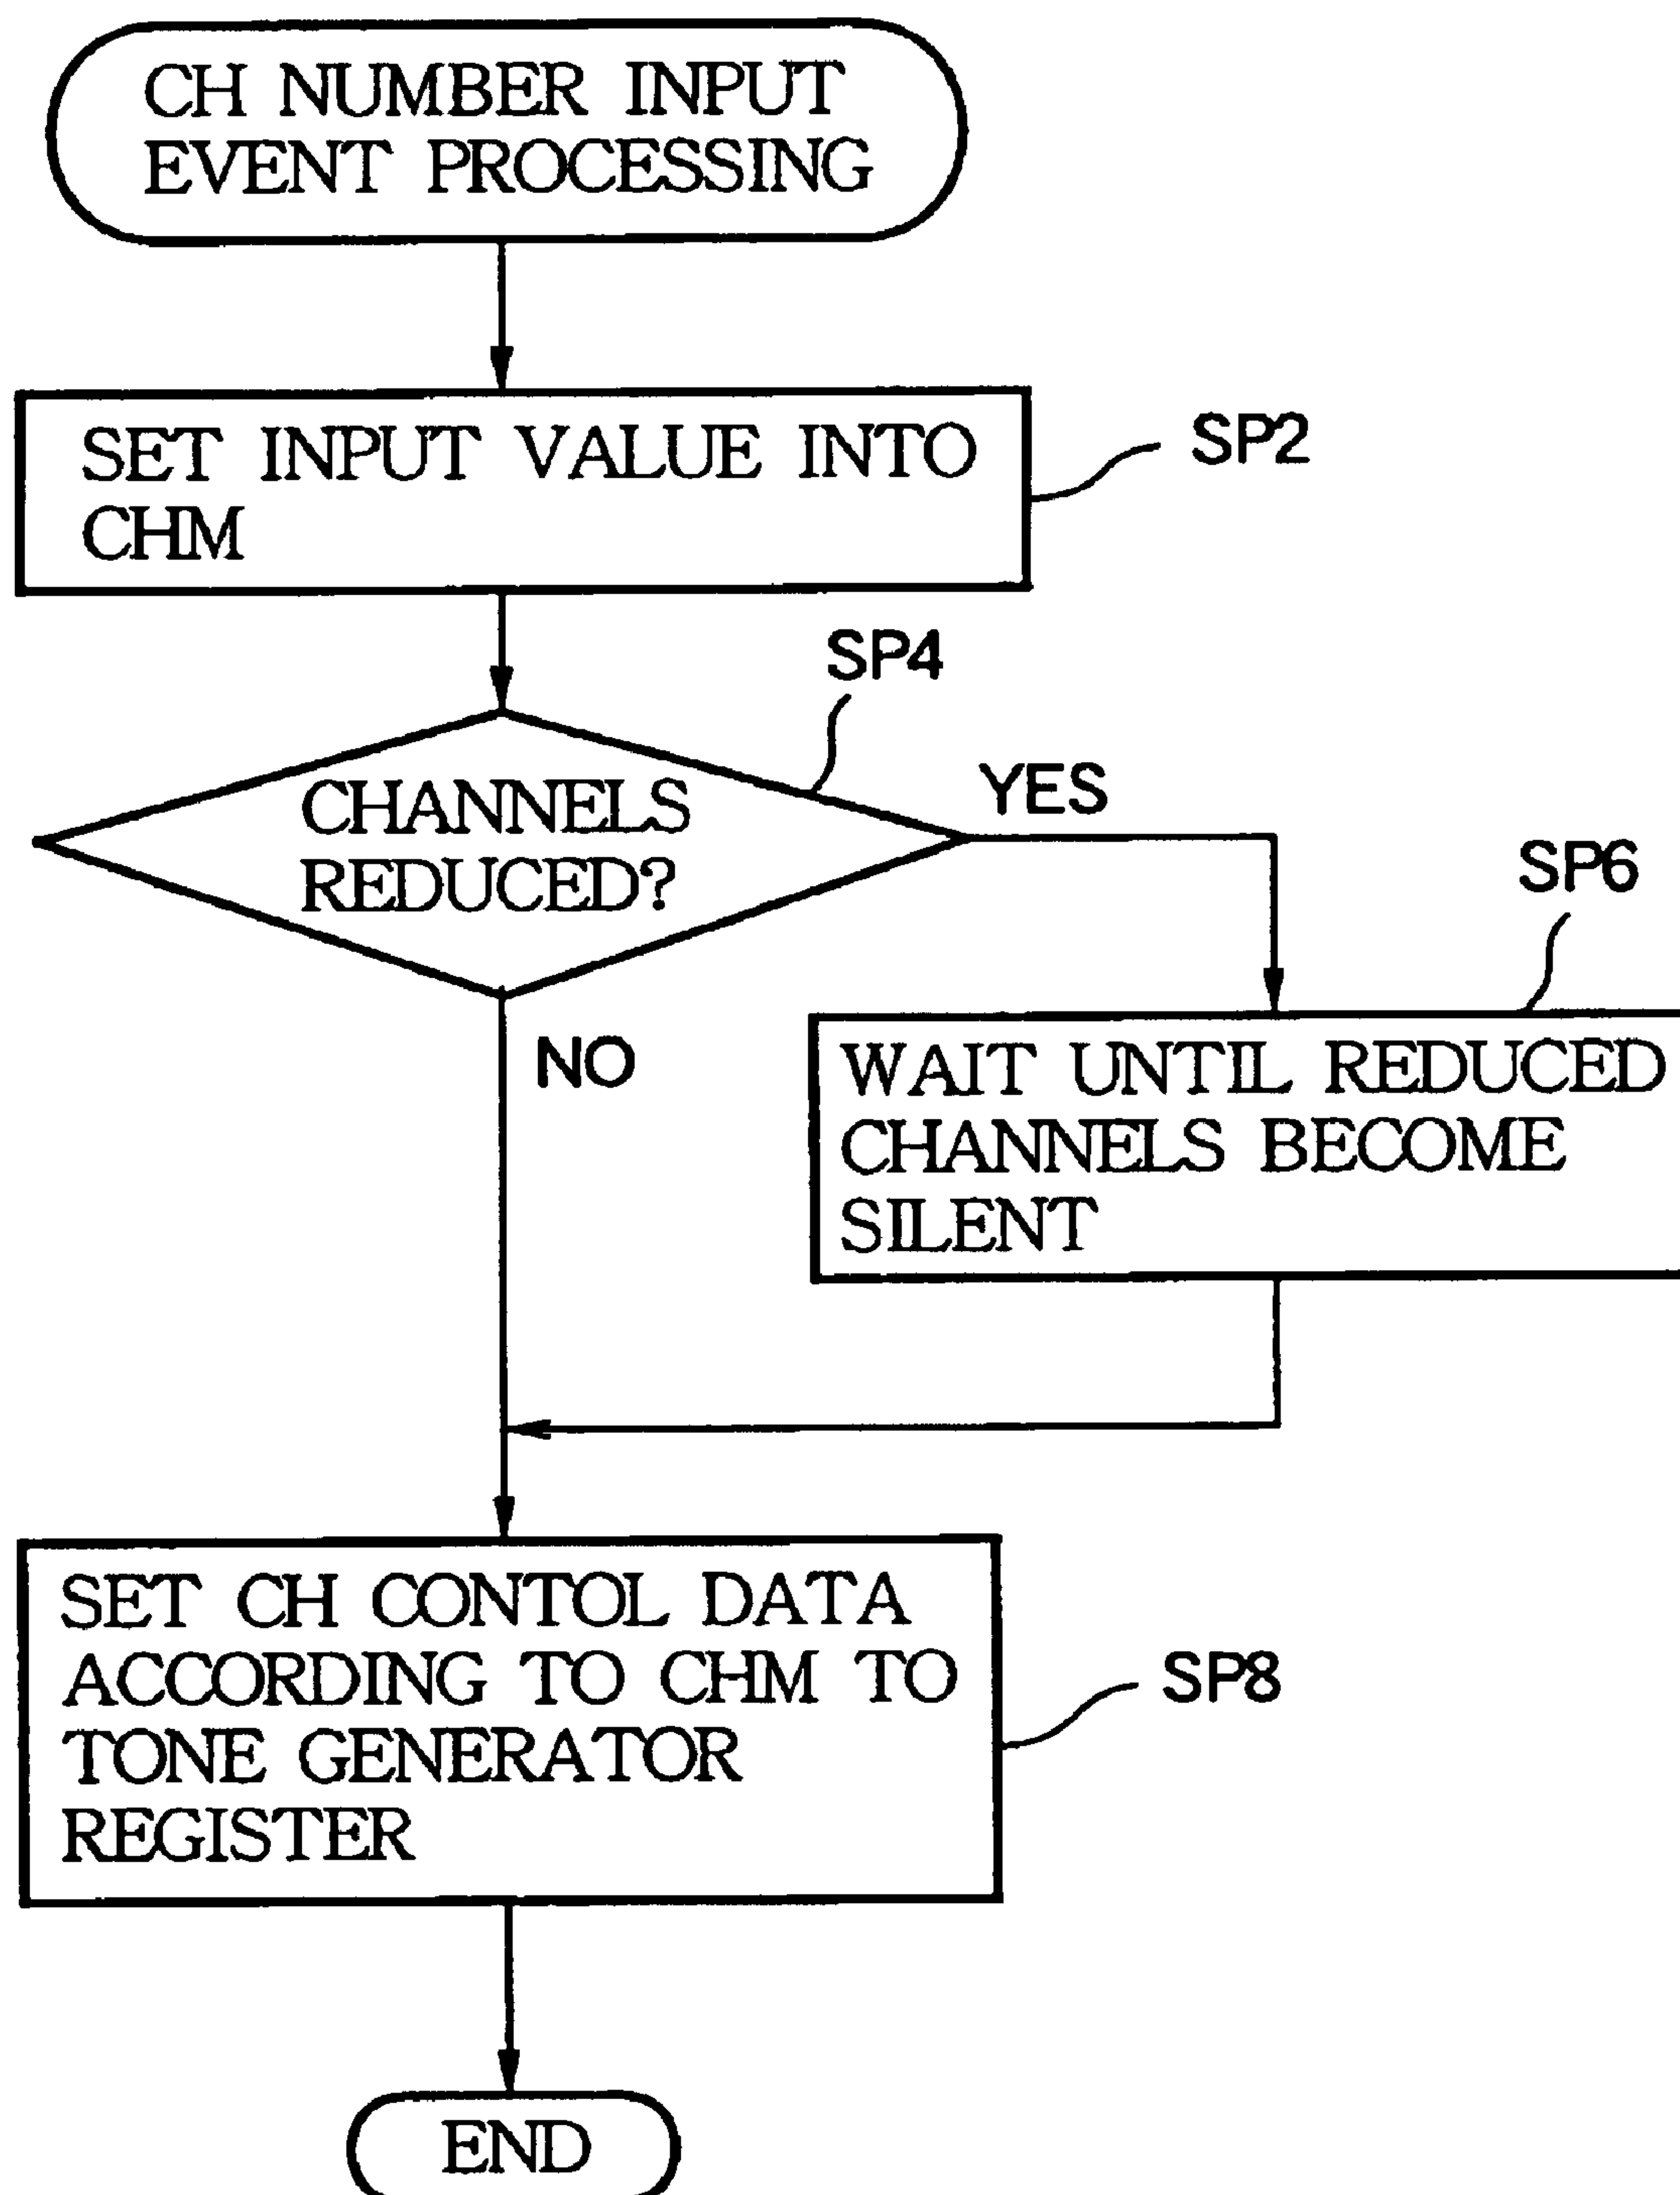 CH NUMBER INPUT
EVENT PROCESSING
SET INPUT VALUE INTO
CHM
SP2
SP4
CHANNELS
REDUCED?
YES
NO
SP6
WAIT UNTIL REDUCED
CHANNELS BECOME
SILENT
SET CH CONTOL DATA
ACCORDING TO CHM TO
TONE GENERATOR
REGISTER
SP8
END